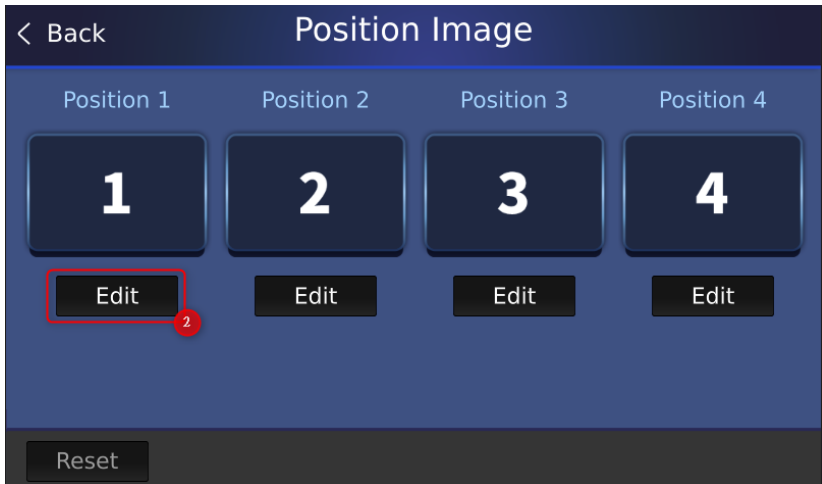 Back
Position Image
Position 1 Position 2 Position 3 Position 4
1 2 3 4
Edit Edit Edit Edit
2
Reset